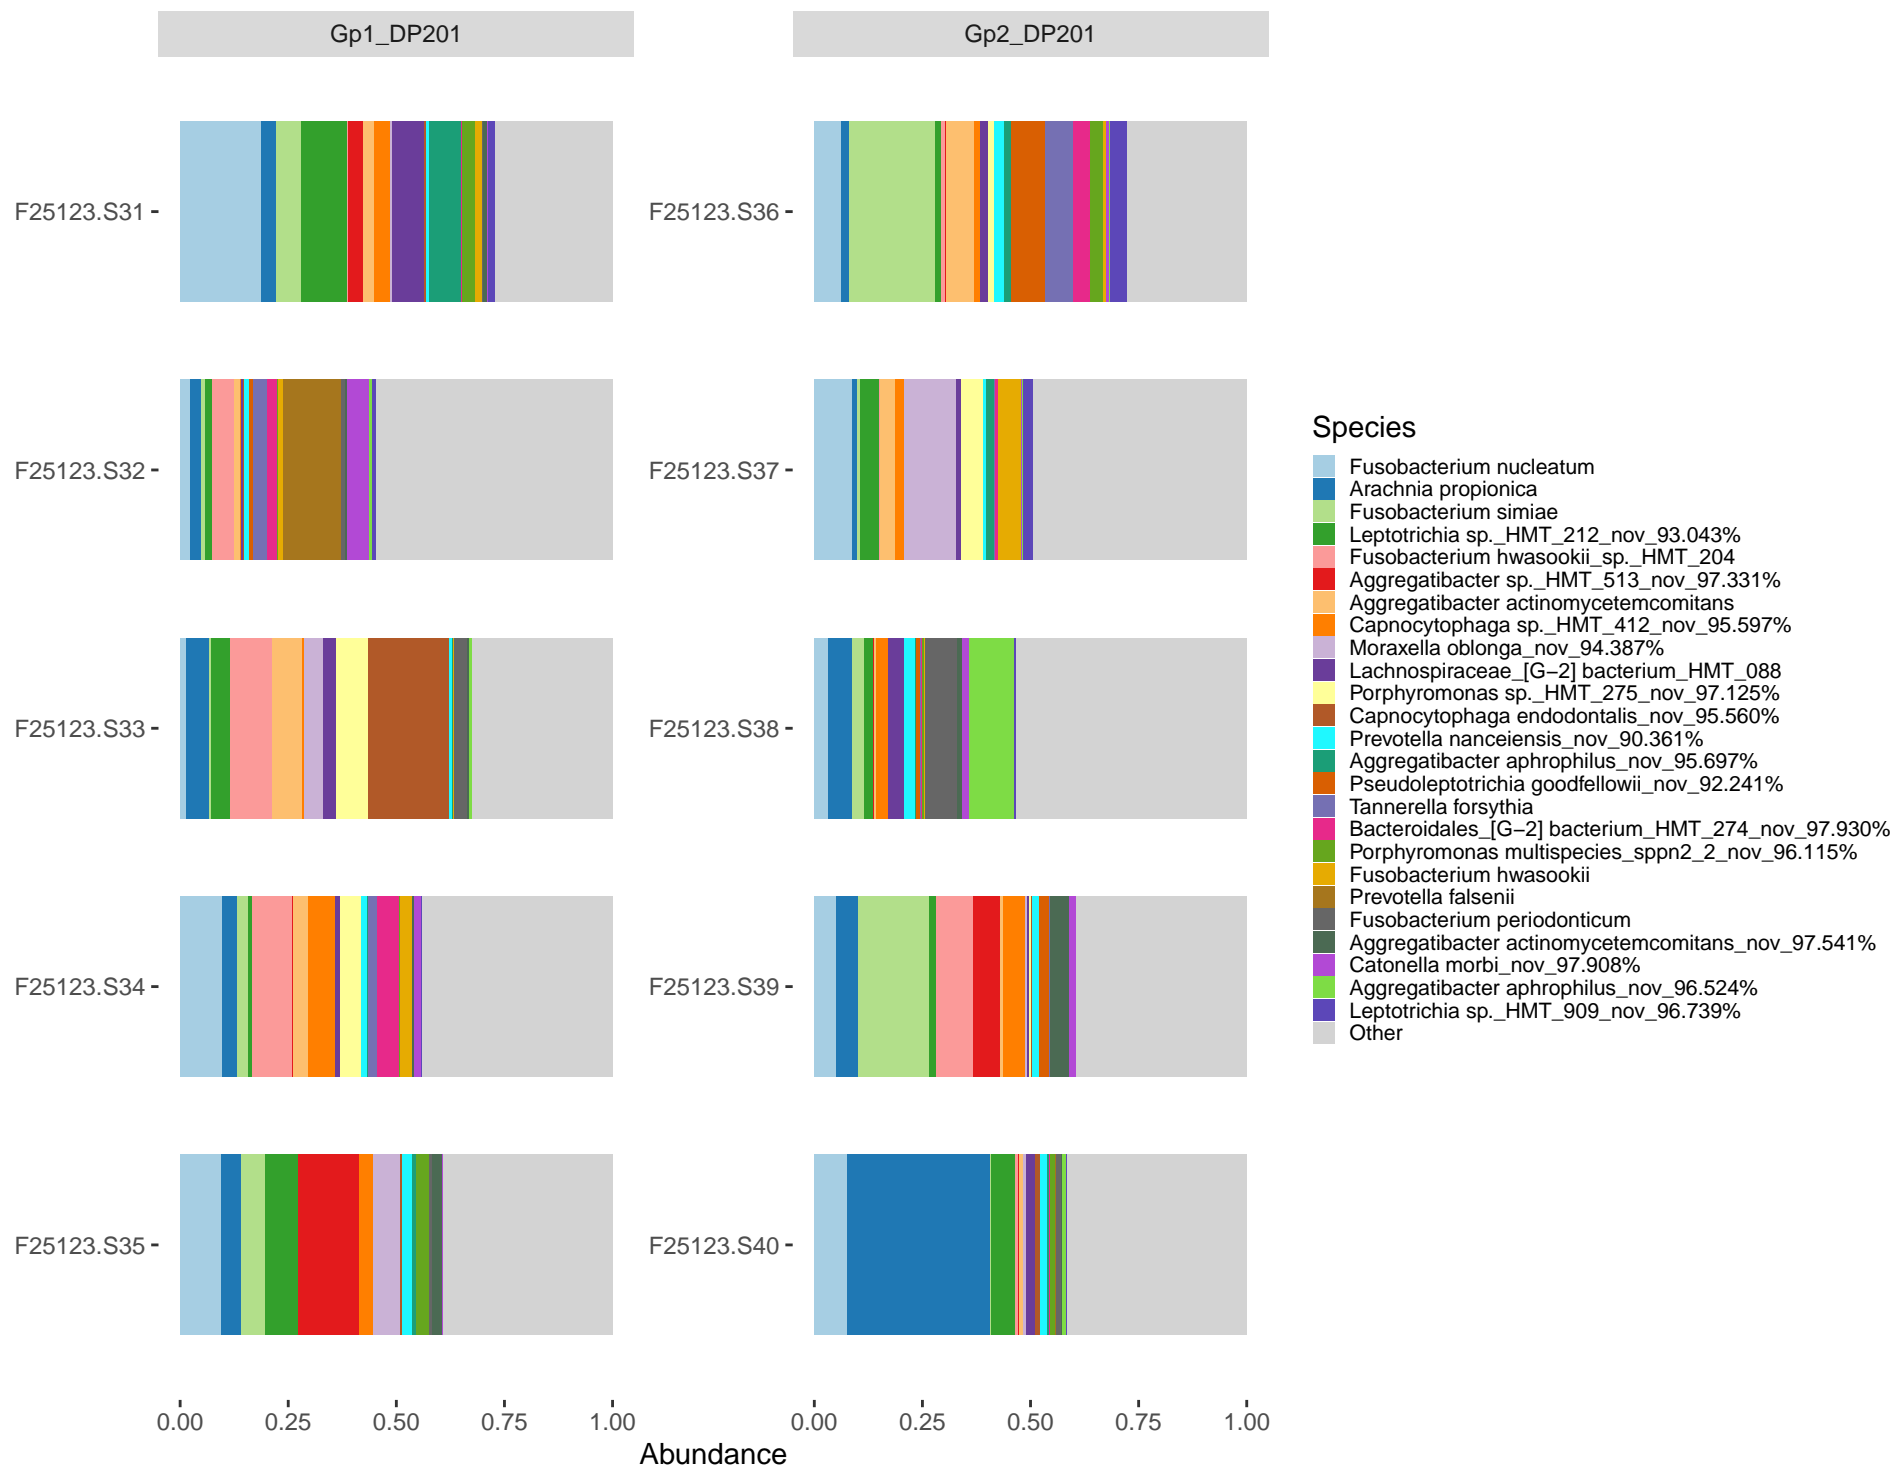 Gp1_DP201
Gp2_DP201
F25123.S31
F25123.S36
F25123.S32
F25123.S37
F25123.S33
F25123.S38
F25123.S34
F25123.S39
F25123.S35
F25123.S40
0.00 0.25 0.50 0.75 1.00
0.00 0.25 0.50 0.75 1.00
Abundance
Species
Fusobacterium nucleatum
Arachnia propionica
Fusobacterium simiae
Leptotrichia sp._HMT_212_nov_93.043%
Fusobacterium hwasookii_sp._HMT_204
Aggregatibacter sp._HMT_513_nov_97.331%
Aggregatibacter actinomycetemcomitans
Capnocytophaga sp._HMT_412_nov_95.597%
Moraxella oblonga_nov_94.387%
Lachnospiraceae_[G−2] bacterium_HMT_088
Porphyromonas sp._HMT_275_nov_97.125%
Capnocytophaga endodontalis_nov_95.560%
Prevotella nanceiensis_nov_90.361%
Aggregatibacter aphrophilus_nov_95.697%
Pseudoleptotrichia goodfellowii_nov_92.241%
Tannerella forsythia
Bacteroidales_[G−2] bacterium_HMT_274_nov_97.930%
Porphyromonas multispecies_sppn2_2_nov_96.115%
Fusobacterium hwasookii
Prevotella falsenii
Fusobacterium periodonticum
Aggregatibacter actinomycetemcomitans_nov_97.541%
Catonella morbi_nov_97.908%
Aggregatibacter aphrophilus_nov_96.524%
Leptotrichia sp._HMT_909_nov_96.739%
Other